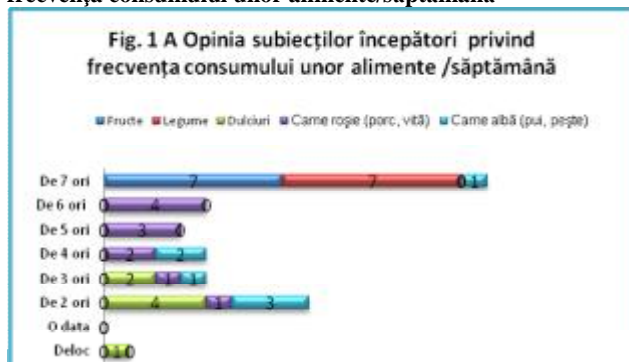 frecvența consumului unor alimente/săptămână
Fig. 1 A Opinia subiecților începători privind
frecvența consumului unor alimente /săptămână
Fructe Legume Dulciuri Carne roșie (porc, vită) Carne albă (pui, pește)
De 7 ori 7 7 0 1
De 6 ori 0 4 0
De 5 ori 0 3 0
De 4 ori 0 2 2
De 3 ori 0 2 1 1
De 2 ori 0 4 1 3
O data 0
Deloc 0 1 0